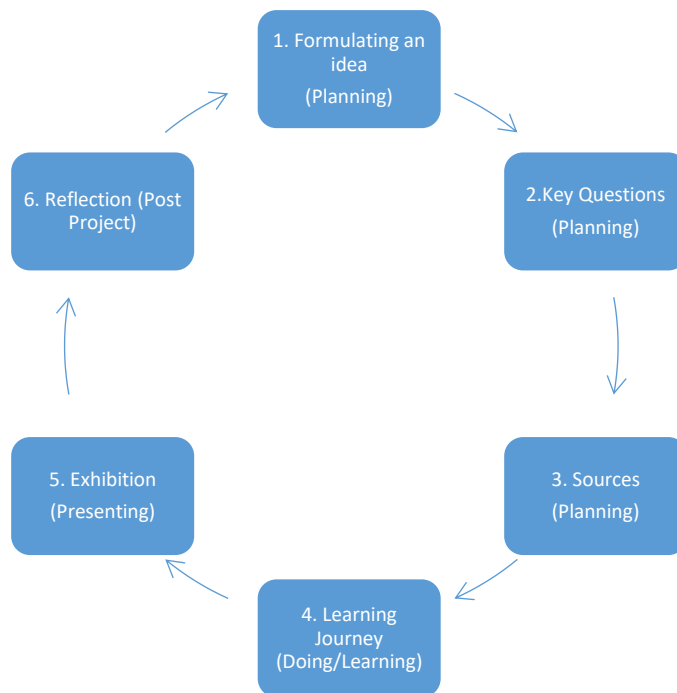 1. Formulating an
idea
(Planning)
2.Key Questions
(Planning)
3. Sources
(Planning)
4. Learning
Journey
(Doing/Learning)
5. Exhibition
(Presenting)
6. Reflection (Post
Project)